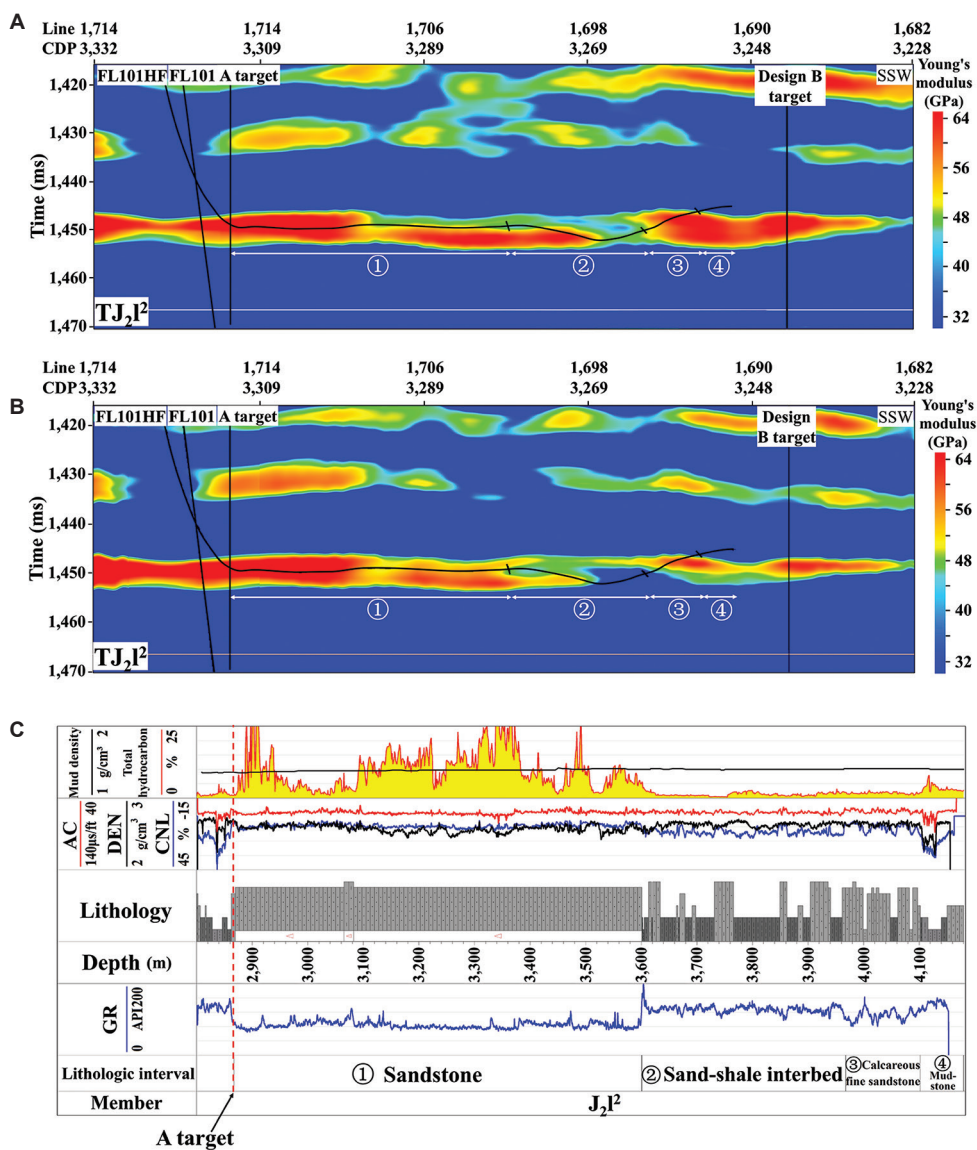 A
Line 1,714 1,714 1,706 1,698 1,690 1,682
CDP 3,332 3,309 3,289 3,269 3,248 3,228
FL101HF FL101 A target
Design B
target
SSW
Young's
modulus
(GPa)
Time (ms)
1,420
1,430
1,440
1,450
1,460
1,470
64
56
48
40
32
① ② ③ ④
TJ₂l²
B
Line 1,714 1,714 1,706 1,698 1,690 1,682
CDP 3,332 3,309 3,289 3,269 3,248 3,228
FL101HF FL101 A target
Design
B target
SSW
Young's
modulus
(GPa)
Time (ms)
1,420
1,430
1,440
1,450
1,460
1,470
64
56
48
40
32
① ② ③ ④
TJ₂l²
C
Mud density
1 g/cm³ 2
Total
hydrocarbon
0 % 25
AC
140μs/ft 40
DEN
2 g/cm³ 3
CNL
45 % -15
Lithology
Depth (m)
2,900 3,000 3,100 3,200 3,300 3,400 3,500 3,600 3,700 3,800 3,900 4,000 4,100
GR
0 API 200
Lithologic interval
① Sandstone
② Sand-shale interbed
③ Calcareous
fine sandstone
④
Mud-
stone
Member
J₂l²
A target